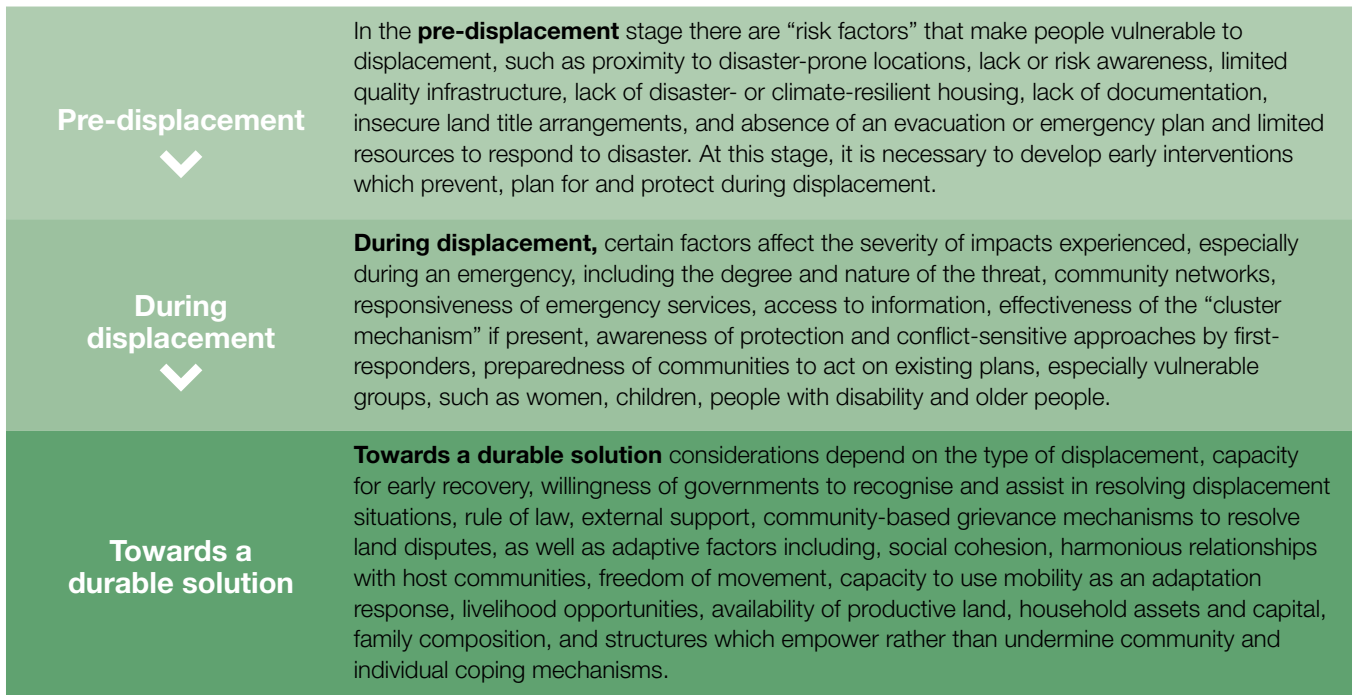 Pre-displacement
In the pre-displacement stage there are “risk factors” that make people vulnerable to
displacement, such as proximity to disaster-prone locations, lack or risk awareness, limited
quality infrastructure, lack of disaster- or climate-resilient housing, lack of documentation,
insecure land title arrangements, and absence of an evacuation or emergency plan and limited
resources to respond to disaster. At this stage, it is necessary to develop early interventions
which prevent, plan for and protect during displacement.
During
displacement
During displacement, certain factors affect the severity of impacts experienced, especially
during an emergency, including the degree and nature of the threat, community networks,
responsiveness of emergency services, access to information, effectiveness of the “cluster
mechanism” if present, awareness of protection and conflict-sensitive approaches by first-
responders, preparedness of communities to act on existing plans, especially vulnerable
groups, such as women, children, people with disability and older people.
Towards a
durable solution
Towards a durable solution considerations depend on the type of displacement, capacity
for early recovery, willingness of governments to recognise and assist in resolving displacement
situations, rule of law, external support, community-based grievance mechanisms to resolve
land disputes, as well as adaptive factors including, social cohesion, harmonious relationships
with host communities, freedom of movement, capacity to use mobility as an adaptation
response, livelihood opportunities, availability of productive land, household assets and capital,
family composition, and structures which empower rather than undermine community and
individual coping mechanisms.